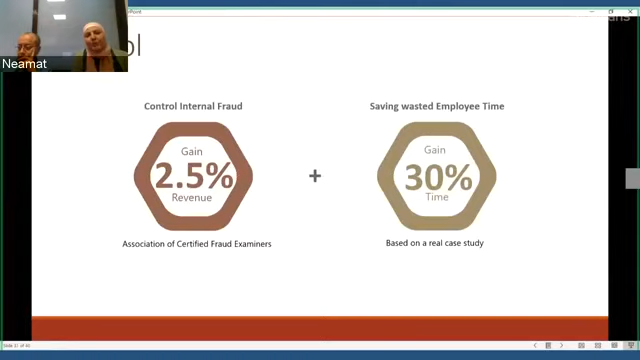 Neamat
ol
Control Internal Fraud
Gain
2.5%
Revenue
Association of Certified Fraud Examiners
+
Saving wasted Employee Time
Gain
30%
Time
Based on a real case study